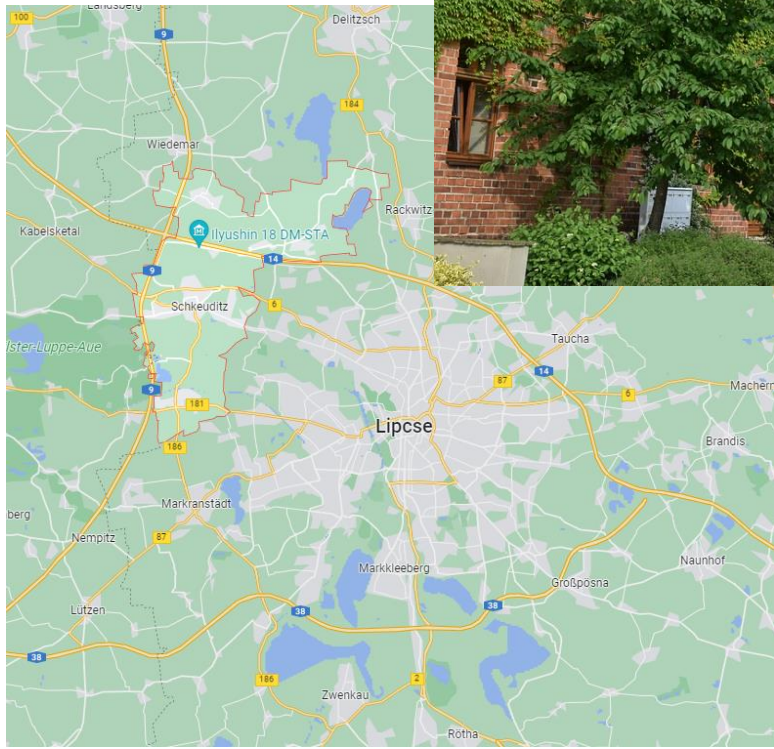 Landsberg
100
9
Delitzsch
184
Wiedemar
Kabelsketal
Ilyushin 18 DM-STA
Rackwitz
14
9
Schkeuditz
6
lster-Luppe-Aue
Taucha
14
87
6
Machern
9
181
Lipcse
186
Brandis
Markranstädt
berg
87
Nempitz
Naunhof
Markkleeberg
Großpösna
Lützen
38
38
38
186
2
Zwenkau
Rötha